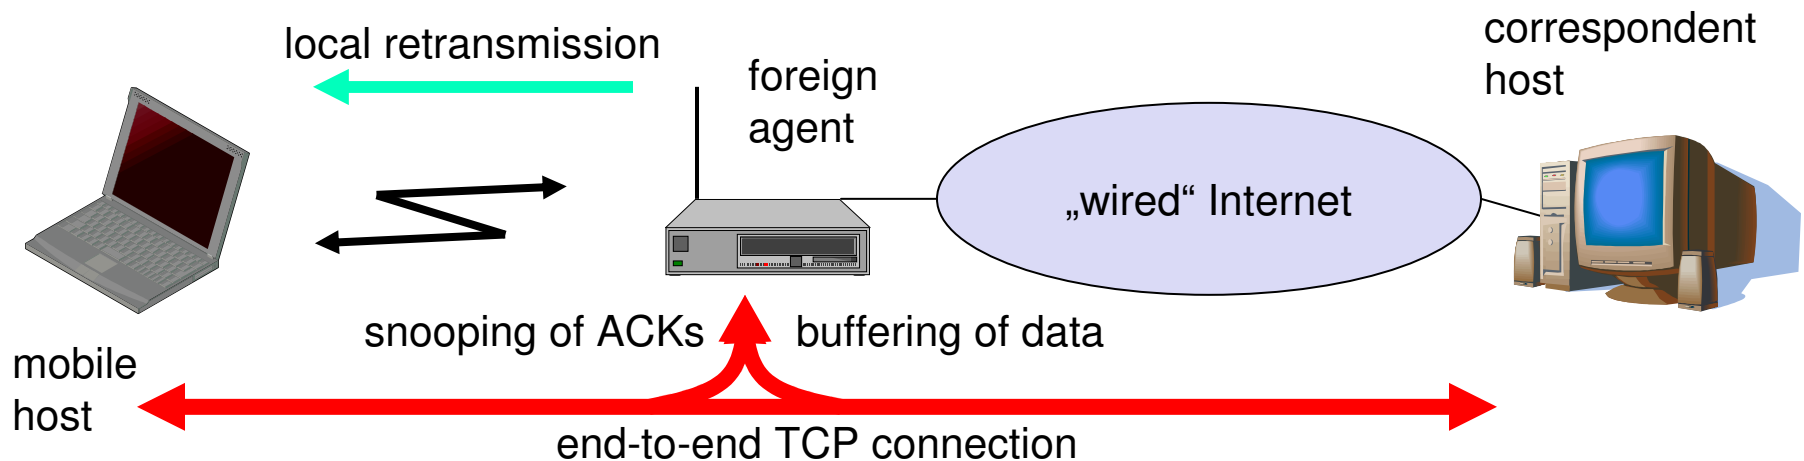 local retransmission
foreign
agent
correspondent
host
„wired“ Internet
snooping of ACKs
buffering of data
mobile
host
end-to-end TCP connection